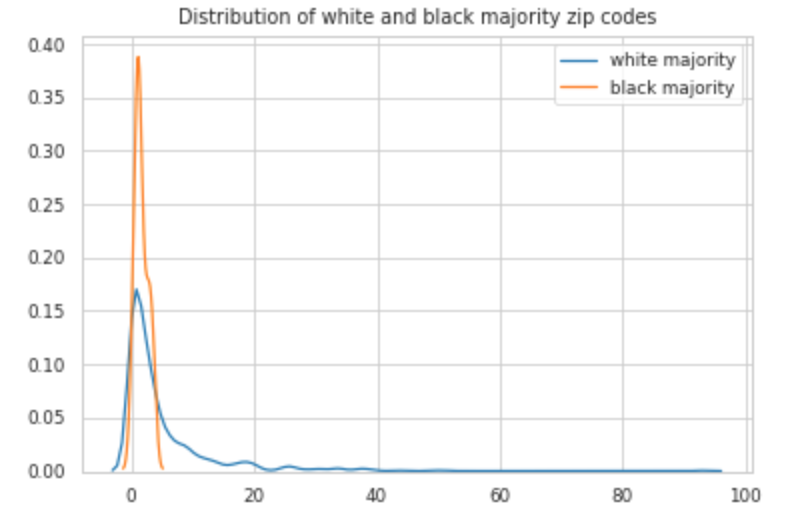 Distribution of white and black majority zip codes
0.40
0.35
0.30
0.25
0.20
0.15
0.10
0.05
0.00
white majority
black majority
0 20 40 60 80 100